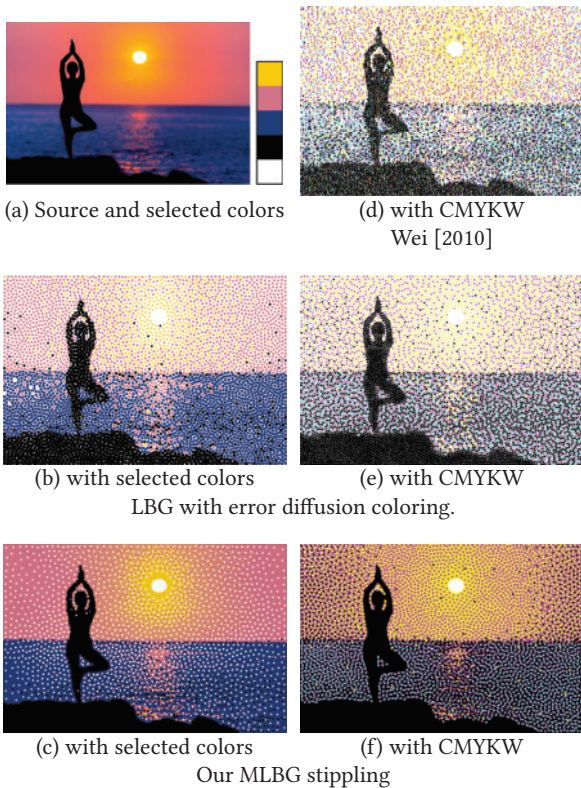 (a) Source and selected colors
(d) with CMYKW
Wei [2010]
(b) with selected colors
(e) with CMYKW
LBG with error diffusion coloring.
(c) with selected colors
(f) with CMYKW
Our MLBG stippling